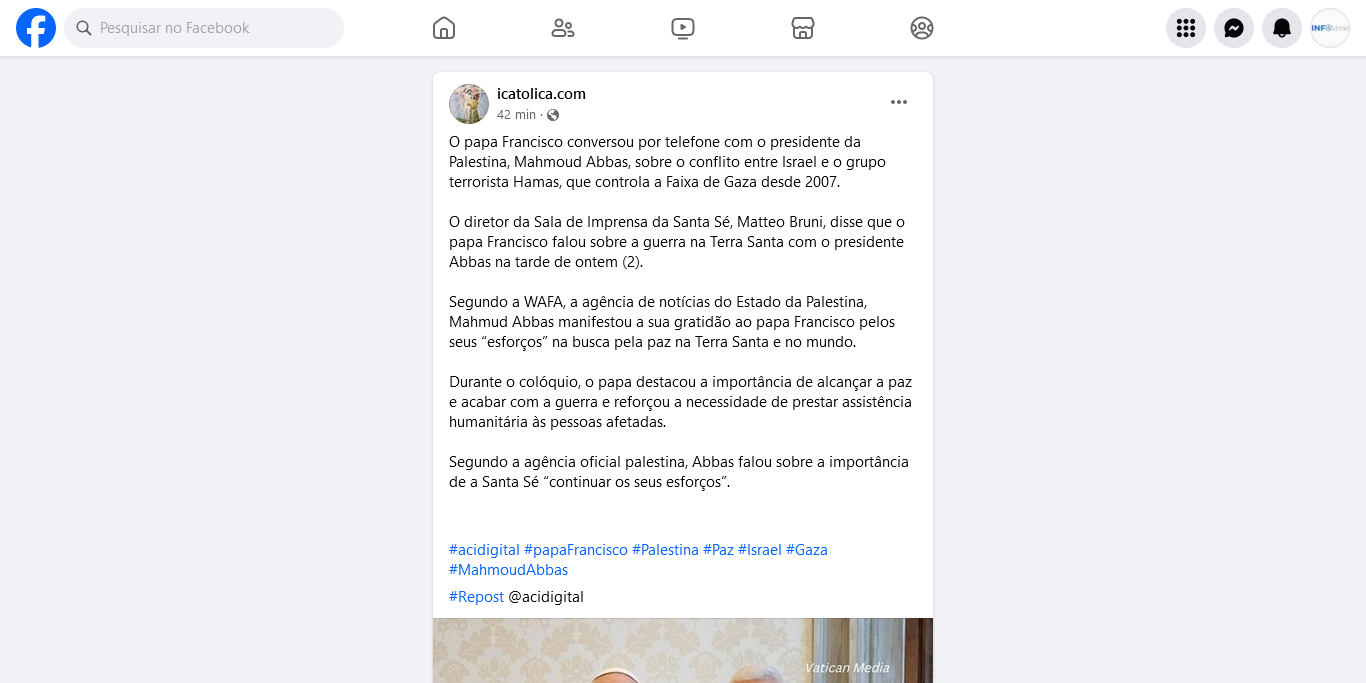 Pesquisar no Facebook
icatolica.com
42 min ·
O papa Francisco conversou por telefone com o presidente da
Palestina, Mahmoud Abbas, sobre o conflito entre Israel e o grupo
terrorista Hamas, que controla a Faixa de Gaza desde 2007.
O diretor da Sala de Imprensa da Santa Sé, Matteo Bruni, disse que o
papa Francisco falou sobre a guerra na Terra Santa com o presidente
Abbas na tarde de ontem (2).
Segundo a WAFA, a agência de notícias do Estado da Palestina,
Mahmud Abbas manifestou a sua gratidão ao papa Francisco pelos
seus “esforços” na busca pela paz na Terra Santa e no mundo.
Durante o colóquio, o papa destacou a importância de alcançar a paz
e acabar com a guerra e reforçou a necessidade de prestar assistência
humanitária às pessoas afetadas.
Segundo a agência oficial palestina, Abbas falou sobre a importância
de a Santa Sé “continuar os seus esforços”.
#acidigital #papaFrancisco #Palestina #Paz #Israel #Gaza
#MahmoudAbbas
#Repost @acidigital
Vatican Media